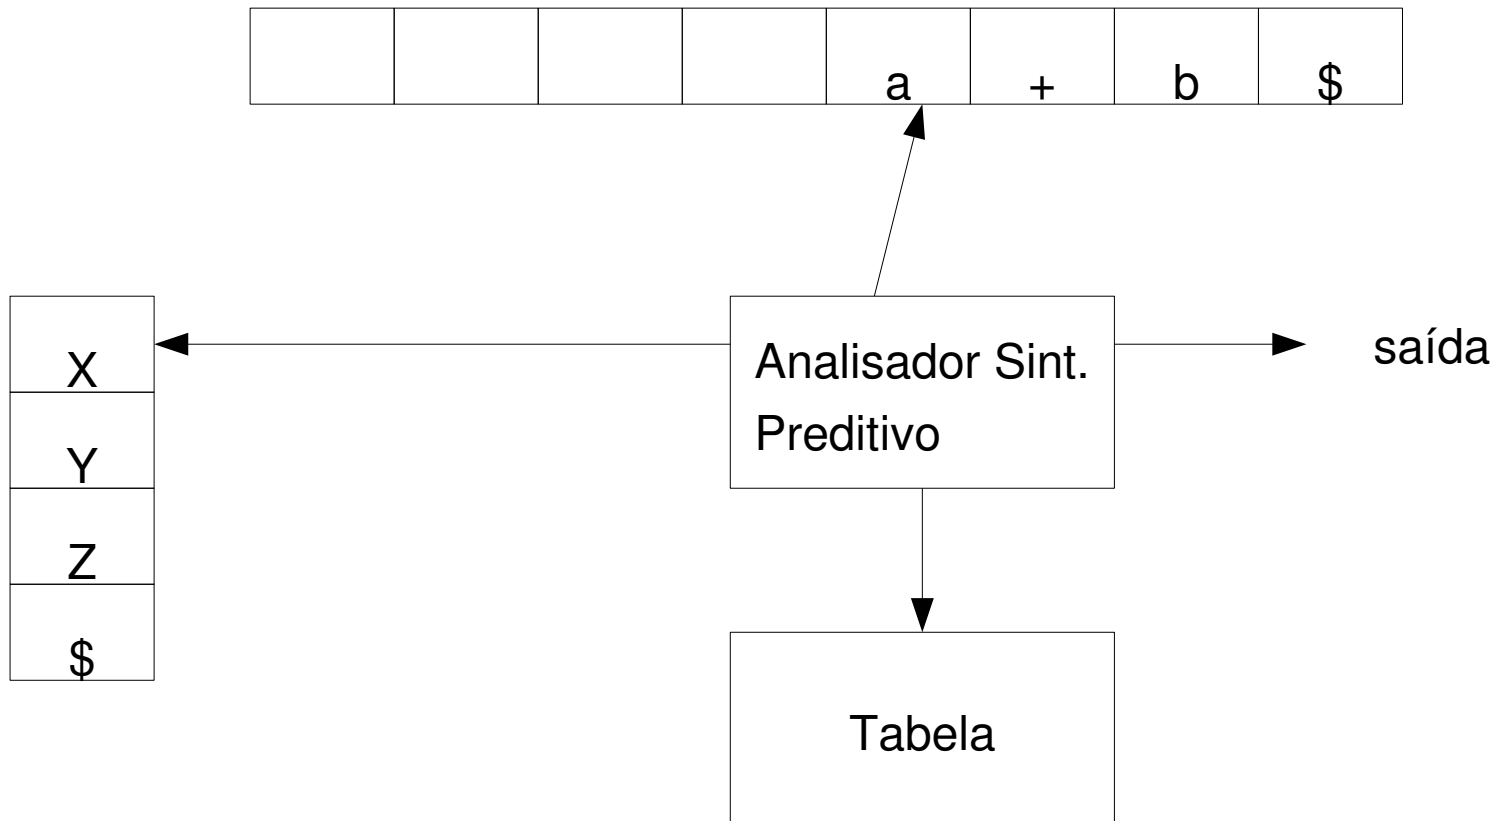 a + b $
X
Y
Z
$
Analisador Sint.
Preditivo
saída
Tabela